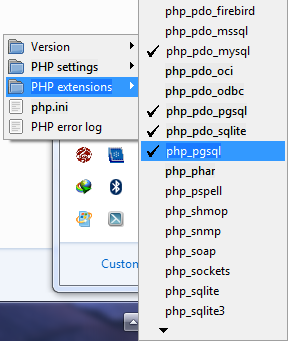 Version
PHP settings
PHP extensions
php.ini
PHP error log
Custom
php_pdo_firebird
php_pdo_mssql
php_pdo_mysql
php_pdo_oci
php_pdo_odbc
php_pdo_pgsql
php_pdo_sqlite
php_pgsql
php_phar
php_pspell
php_shmop
php_snmp
php_soap
php_sockets
php_sqlite
php_sqlite3